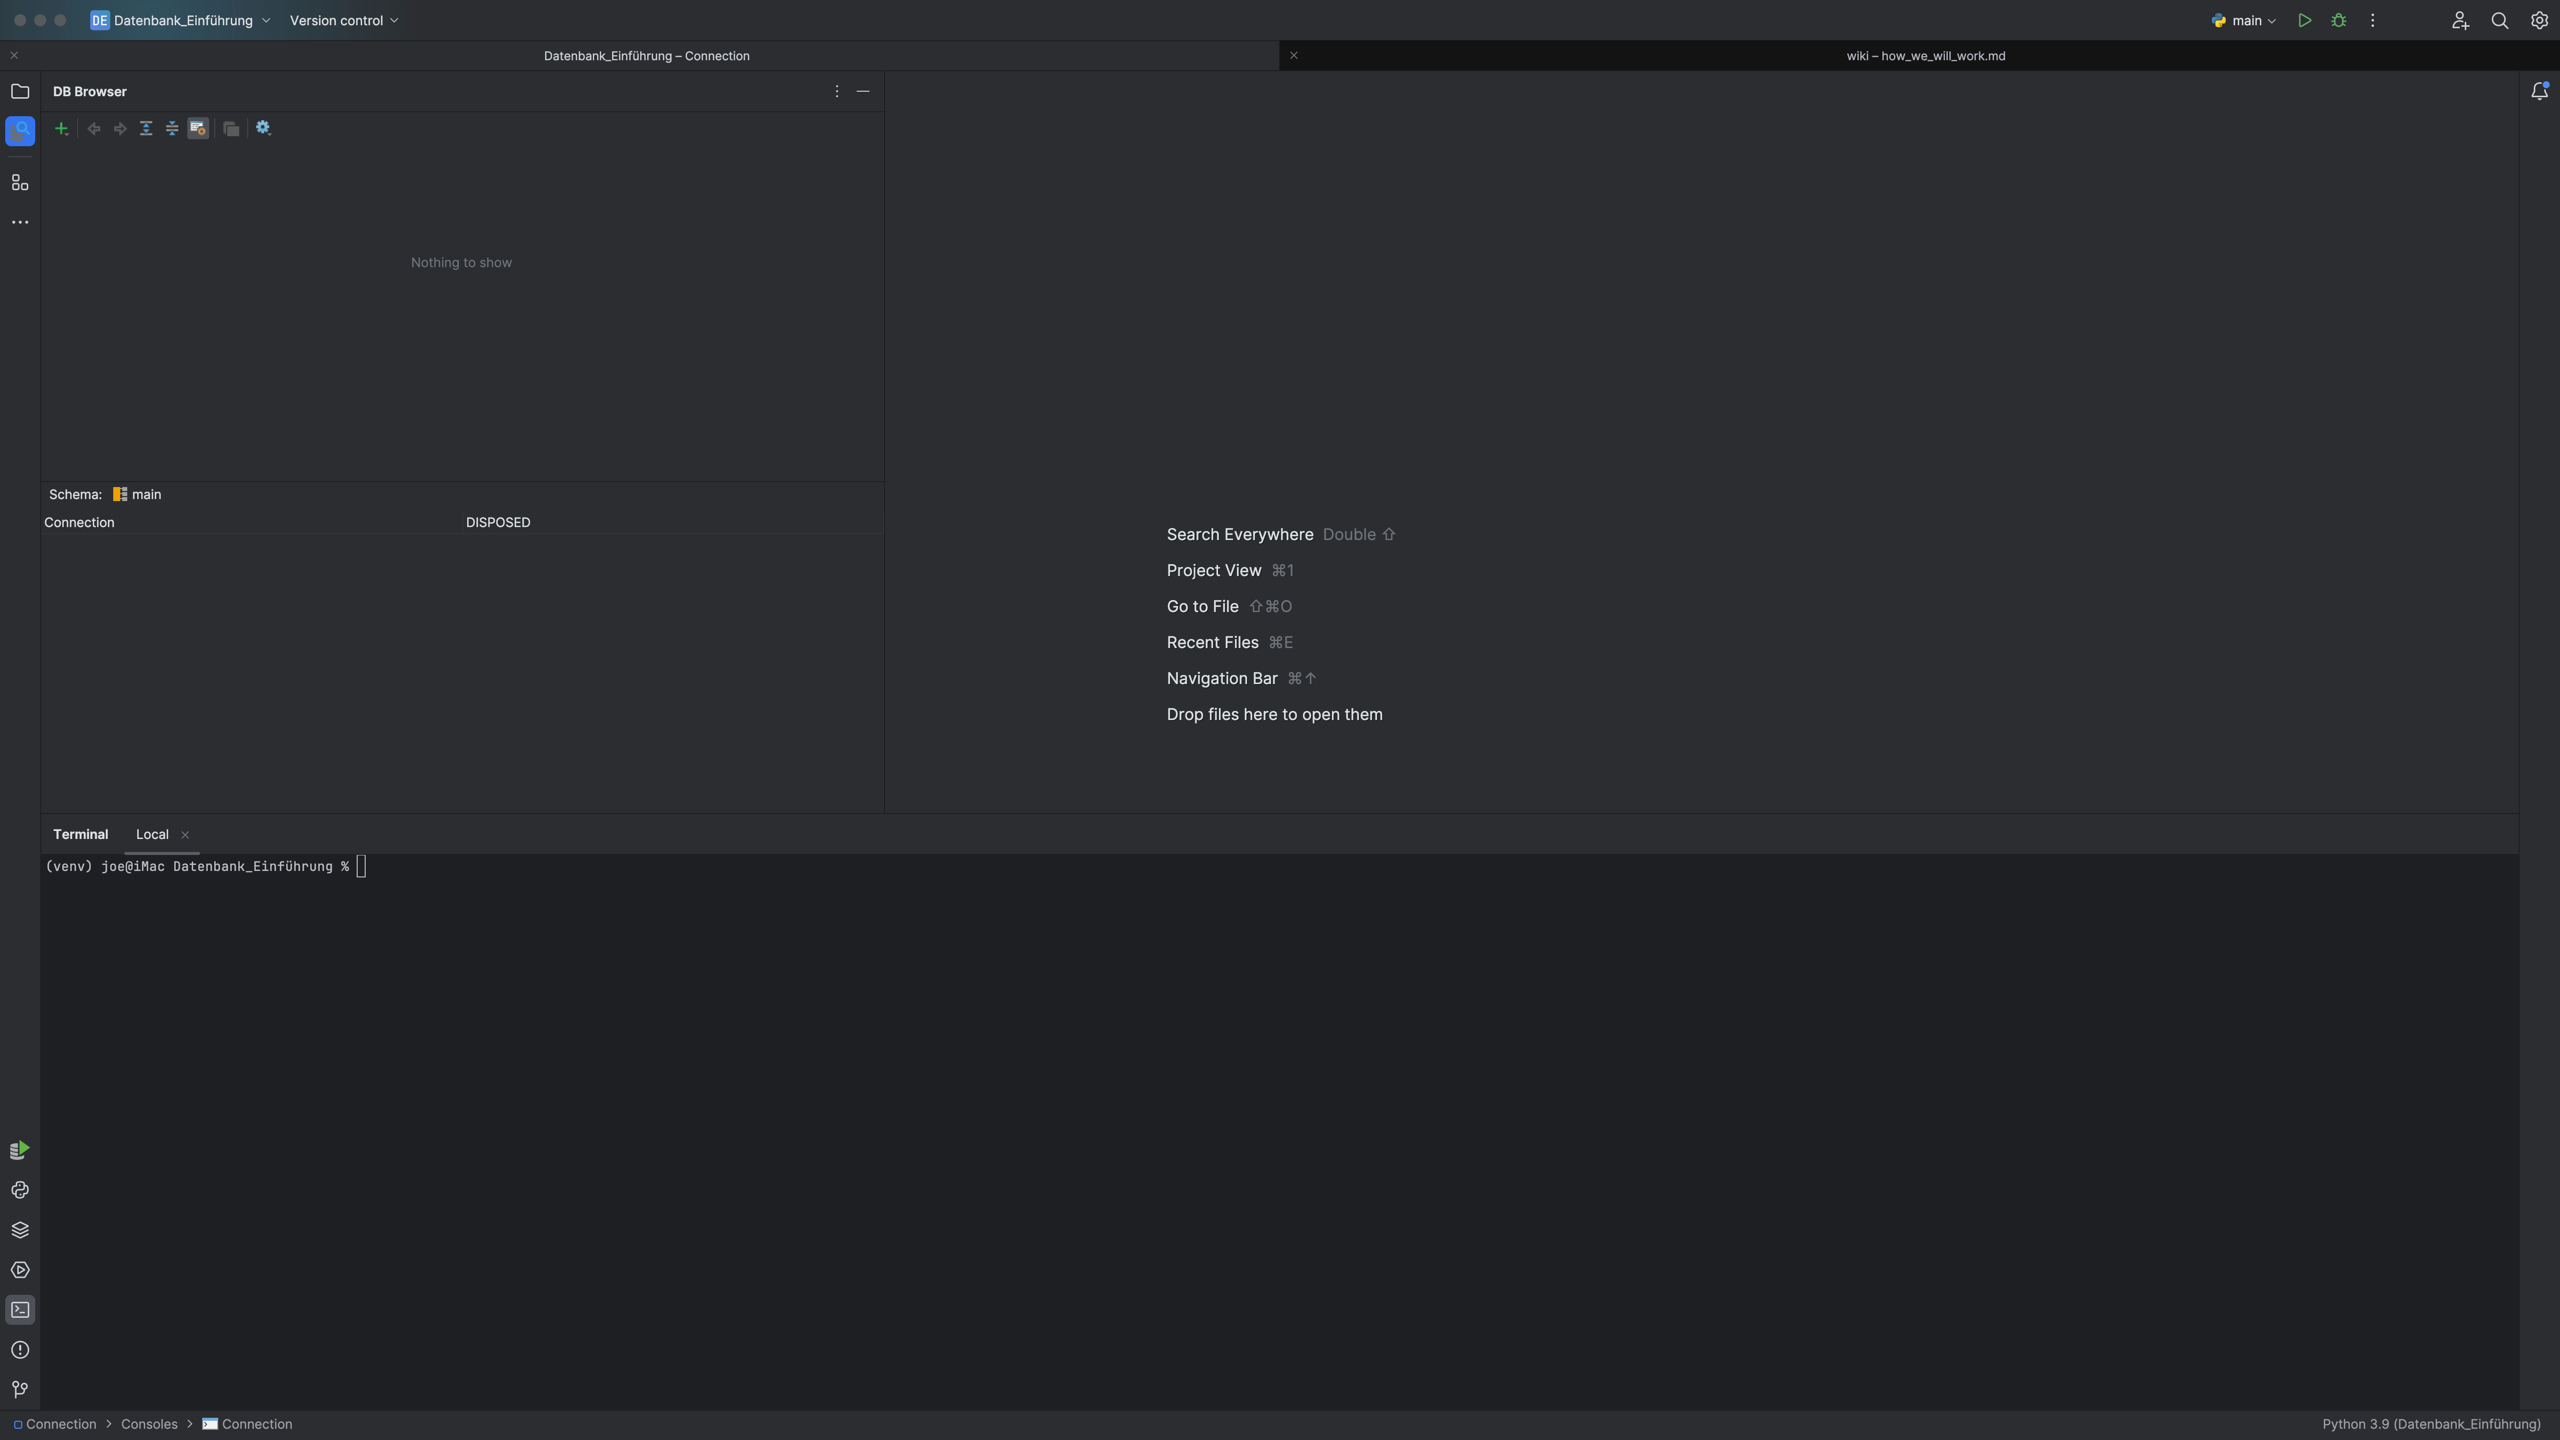 DE Datenbank_Einführung Version control main
Datenbank_Einführung – Connection
wiki – how_we_will_work.md
DB Browser
Nothing to show
Schema: main
Connection DISPOSED
Search Everywhere Double ⇧
Project View ⌘1
Go to File ⇧⌘O
Recent Files ⌘E
Navigation Bar ⌘↑
Drop files here to open them
Terminal Local
(venv) joe@iMac Datenbank_Einführung %
Connection > Consoles > Connection
Python 3.9 (Datenbank_Einführung)